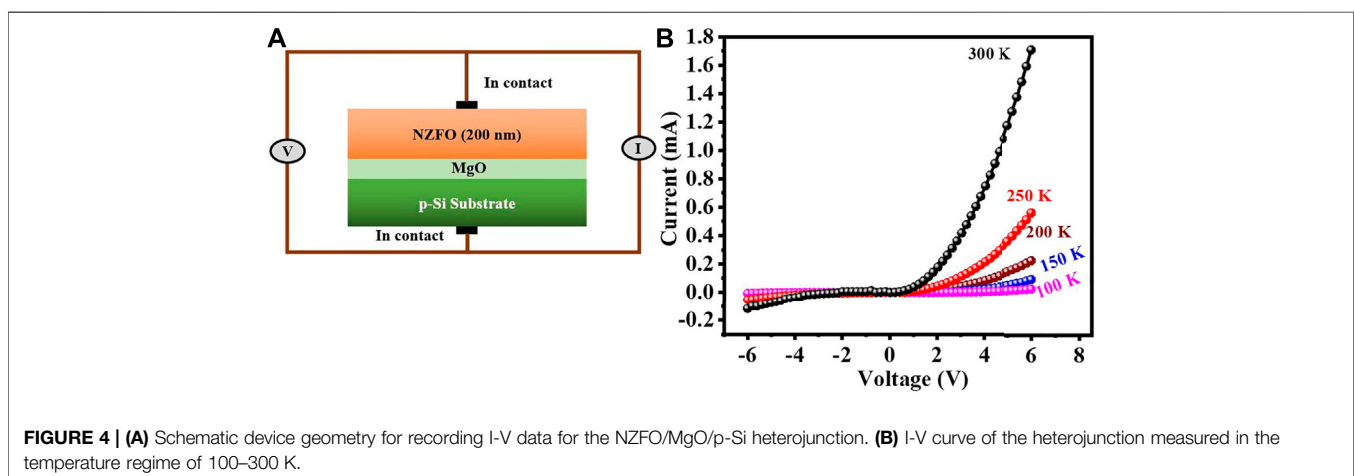 A
In contact
NZFO (200 nm)
V
I
MgO
p-Si Substrate
In contact
B
1.8
1.6
1.4
1.2
1.0
0.8
0.6
0.4
0.2
0.0
-0.2
Current (mA)
300 K
250 K
200 K
150 K
100 K
-6 -4 -2 0 2 4 6 8
Voltage (V)
FIGURE 4 | (A) Schematic device geometry for recording I-V data for the NZFO/MgO/p-Si heterojunction. (B) I-V curve of the heterojunction measured in the
temperature regime of 100–300 K.